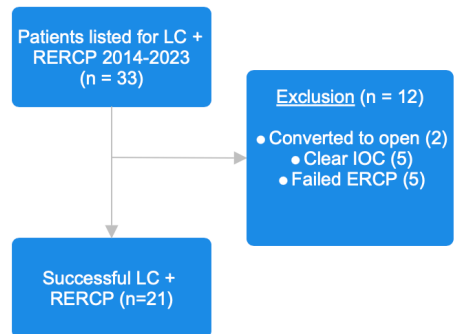 Patients listed for LC +
RERCP 2014-2023
(n = 33)
Exclusion (n = 12)
● Converted to open (2)
● Clear IOC (5)
● Failed ERCP (5)
Successful LC +
RERCP (n=21)